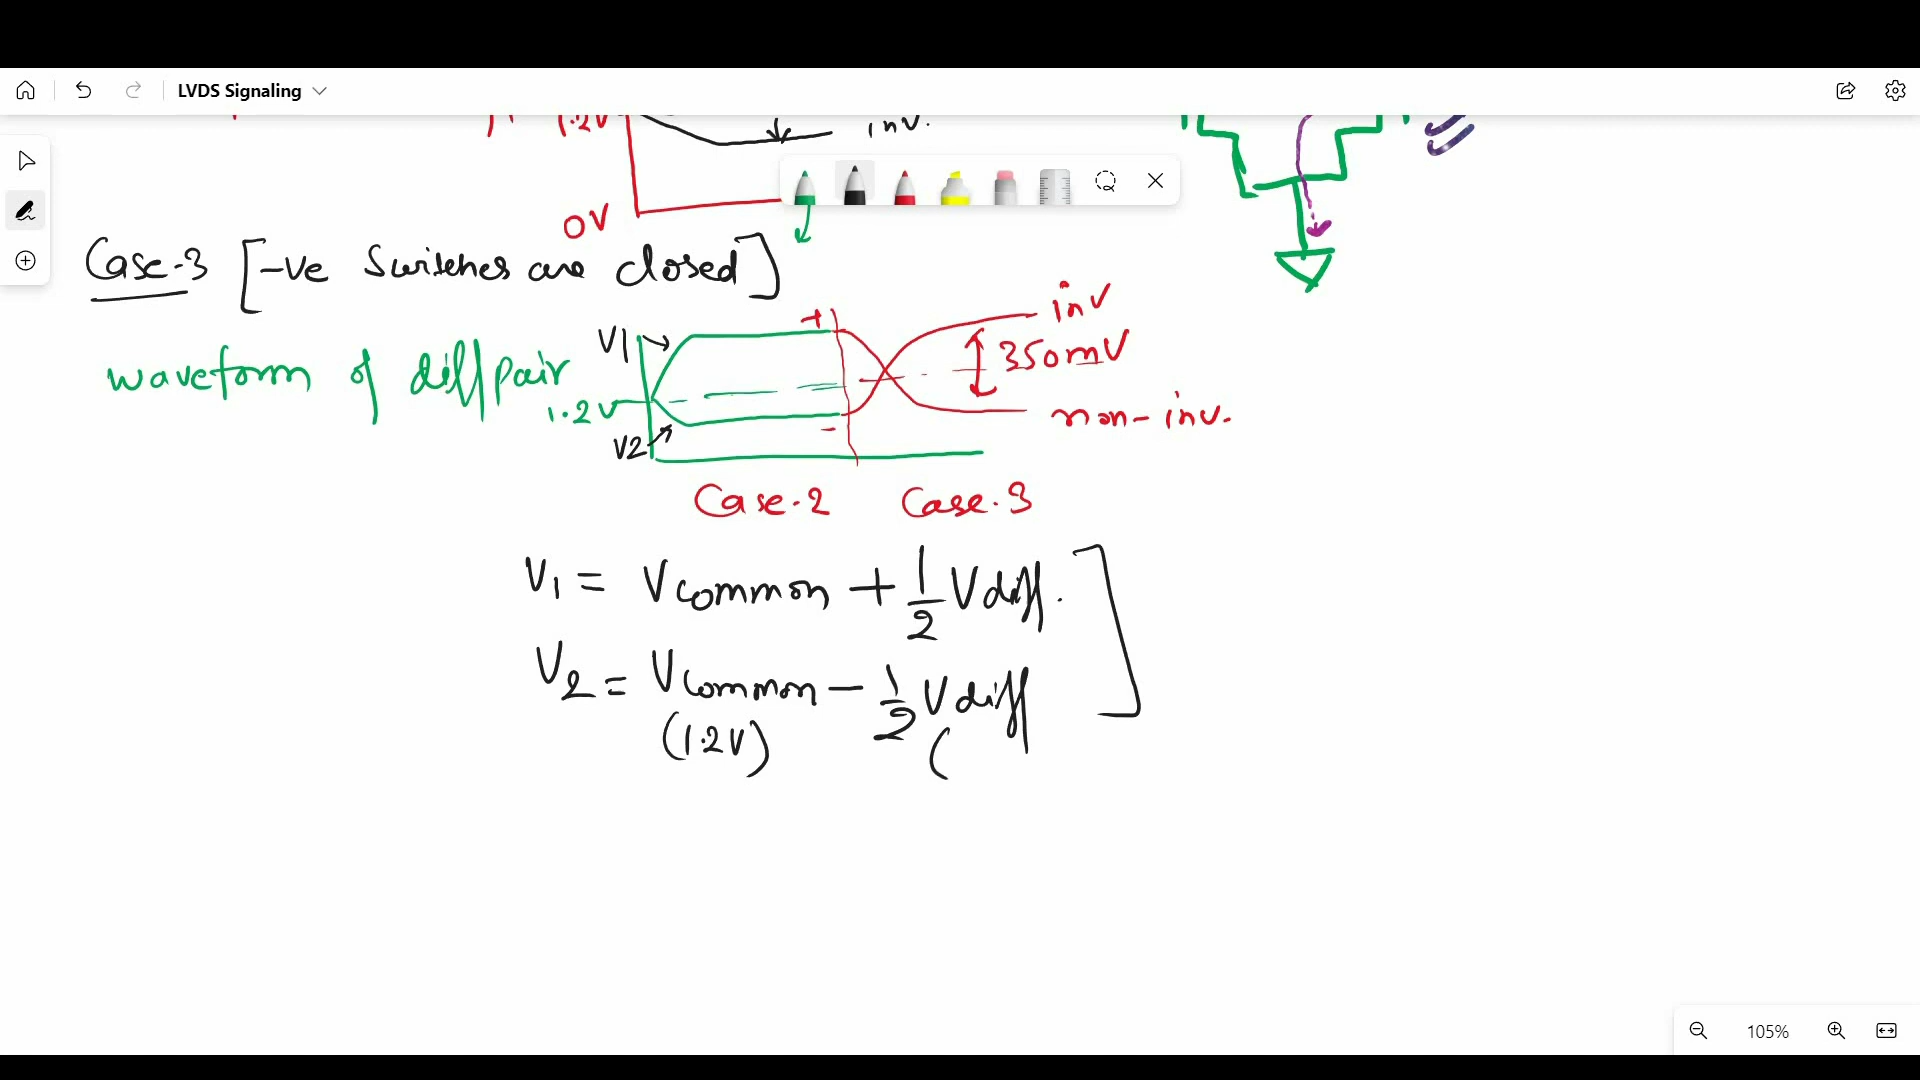 LVDS Signaling
1.2V
inv.
0V
Case-3 [-ve Switches are closed]
V1
+
inv
waveform of diff pair
350mV
1.2V
non-inv.
V2
-
Case-2 Case-3
V1 = Vcommon + 1/2 Vdiff.
V2 = Vcommon - 1/2 Vdiff
(1.2V) (
105%